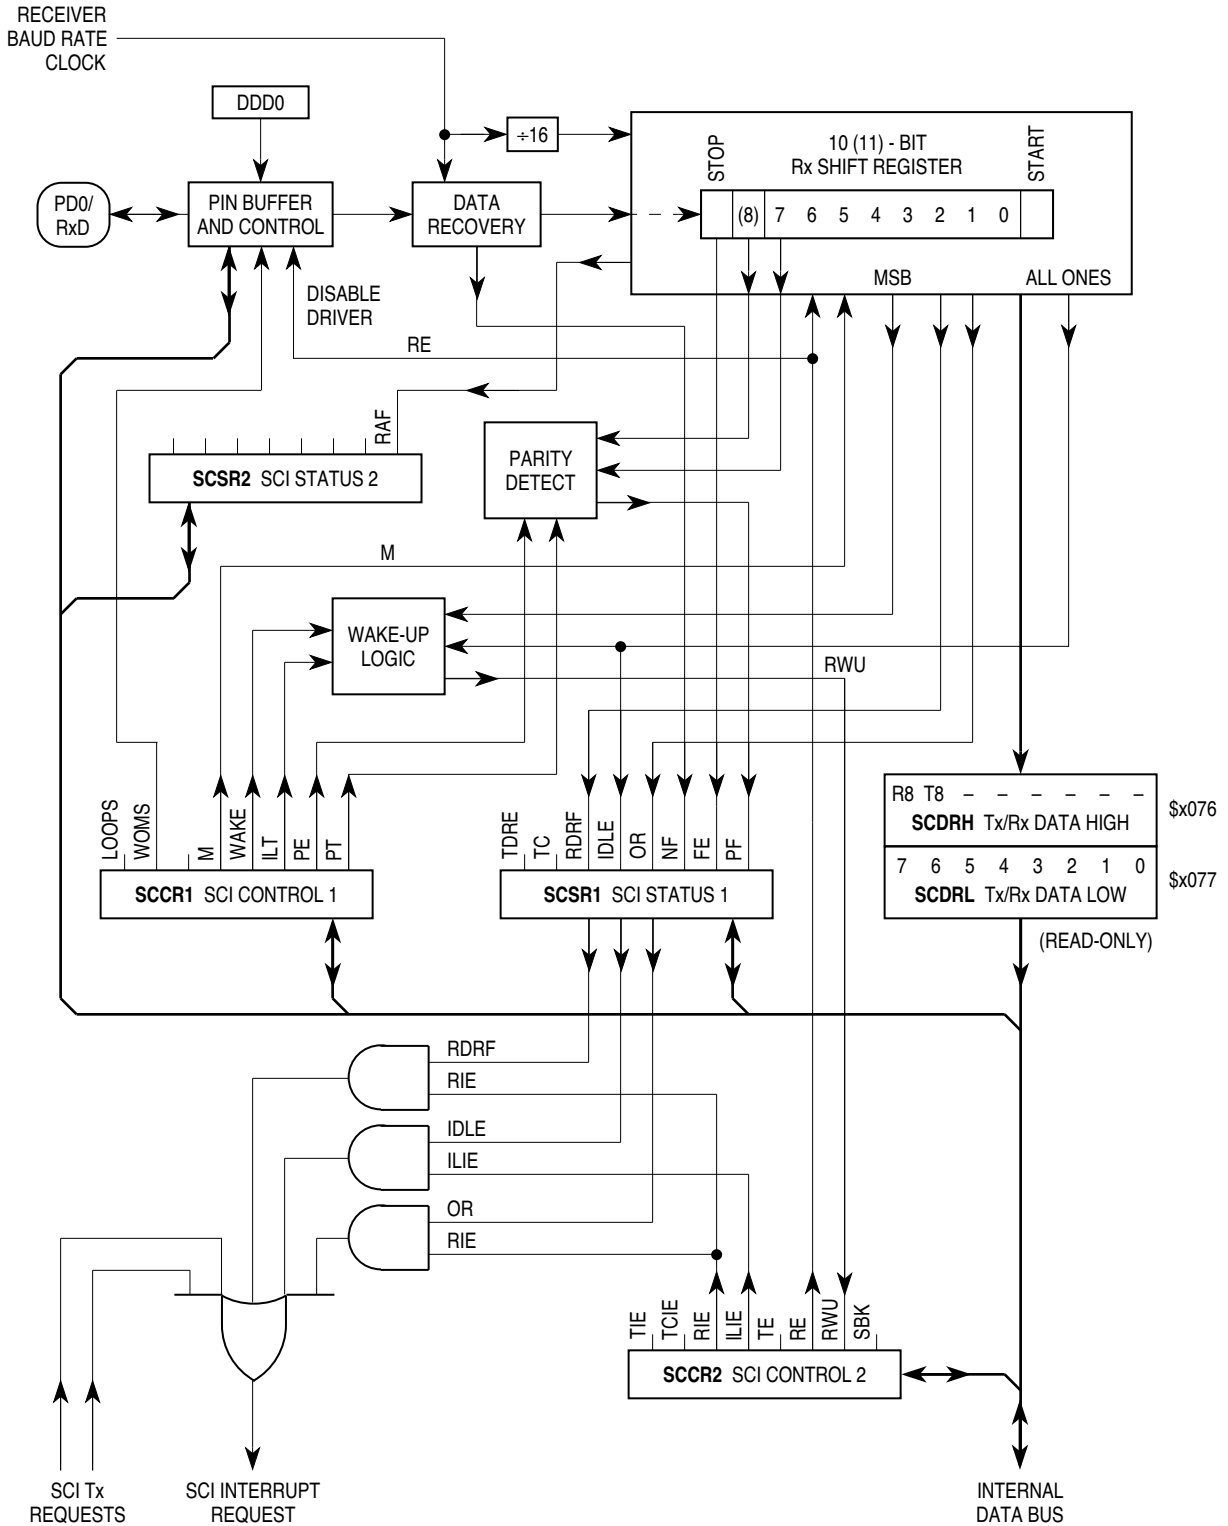 RECEIVER
BAUD RATE
CLOCK
DDD0
÷16
10 (11) - BIT
Rx SHIFT REGISTER
STOP
START
(8) 7 6 5 4 3 2 1 0
PD0/
RxD
PIN BUFFER
AND CONTROL
DATA
RECOVERY
MSB
ALL ONES
DISABLE
DRIVER
RE
RAF
SCSR2 SCI STATUS 2
PARITY
DETECT
M
WAKE-UP
LOGIC
RWU
LOOPS
WOMS
M
WAKE
ILT
PE
PT
SCCR1 SCI CONTROL 1
TDRE
TC
RDRF
IDLE
OR
NF
FE
PF
SCSR1 SCI STATUS 1
R8 T8 – – – – – –
SCDRH Tx/Rx DATA HIGH
$x076
7 6 5 4 3 2 1 0
SCDRL Tx/Rx DATA LOW
$x077
(READ-ONLY)
RDRF
RIE
IDLE
ILIE
OR
RIE
TIE
TCIE
RIE
ILIE
TE
RE
RWU
SBK
SCCR2 SCI CONTROL 2
SCI Tx
REQUESTS
SCI INTERRUPT
REQUEST
INTERNAL
DATA BUS